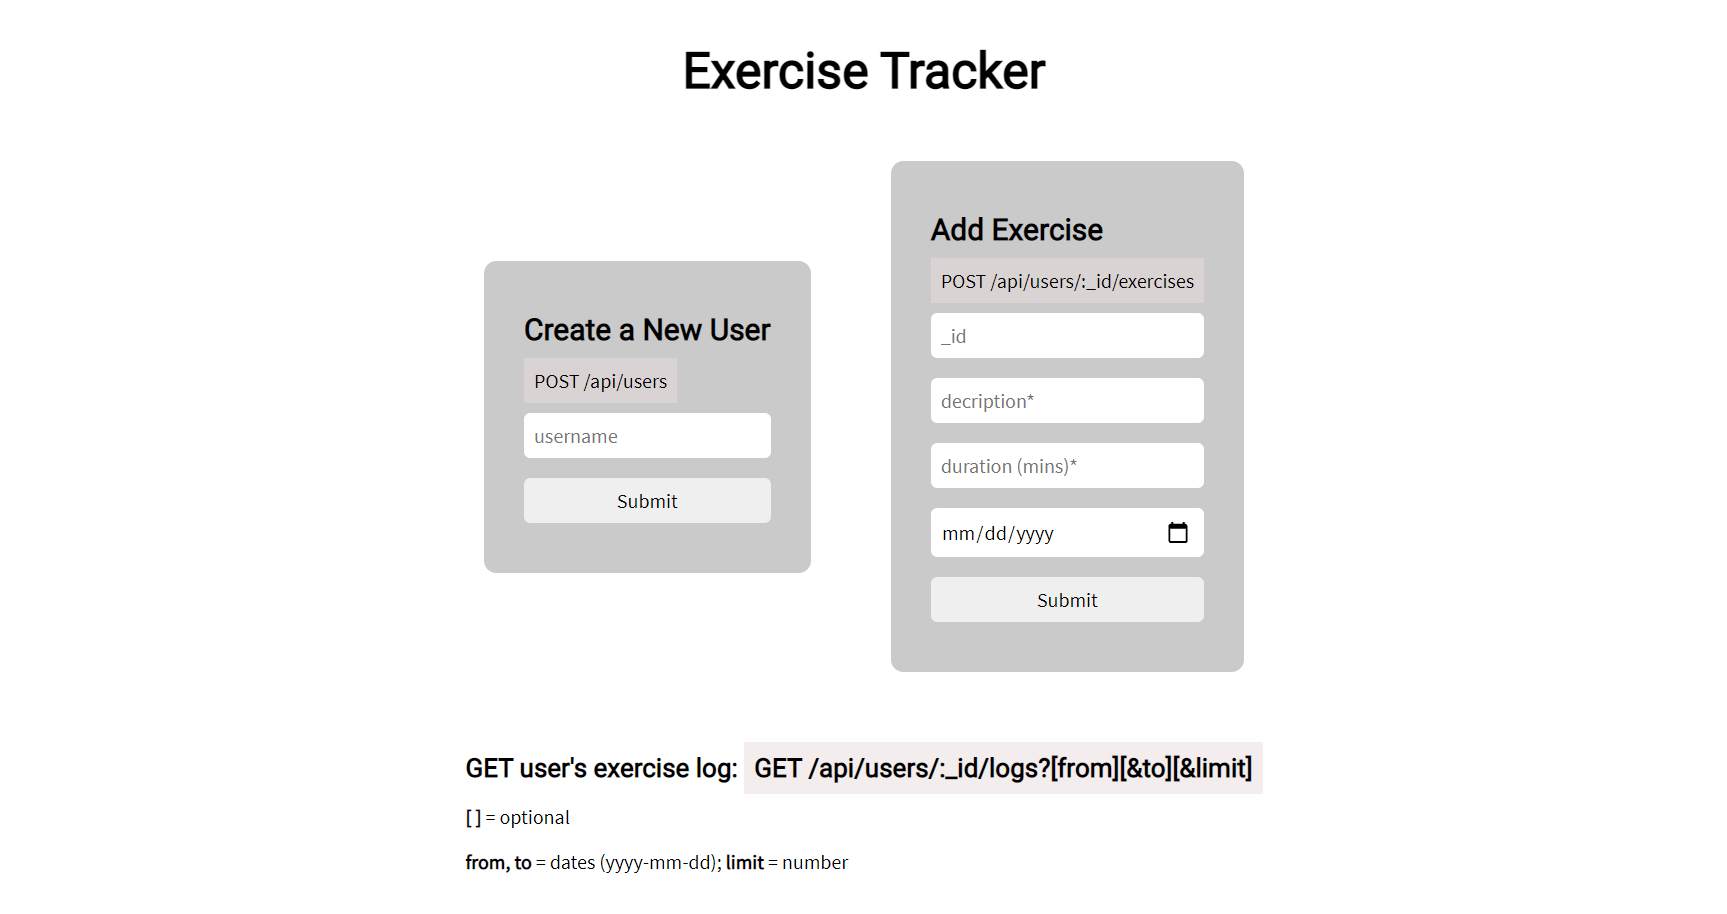 Exercise Tracker
Create a New User
POST /api/users
username
Submit
Add Exercise
POST /api/users/:_id/exercises
_id
decription*
duration (mins)*
mm/dd/yyyy
Submit
GET user's exercise log: GET /api/users/:_id/logs?[from][&to][&limit]
[ ] = optional
from, to = dates (yyyy-mm-dd); limit = number